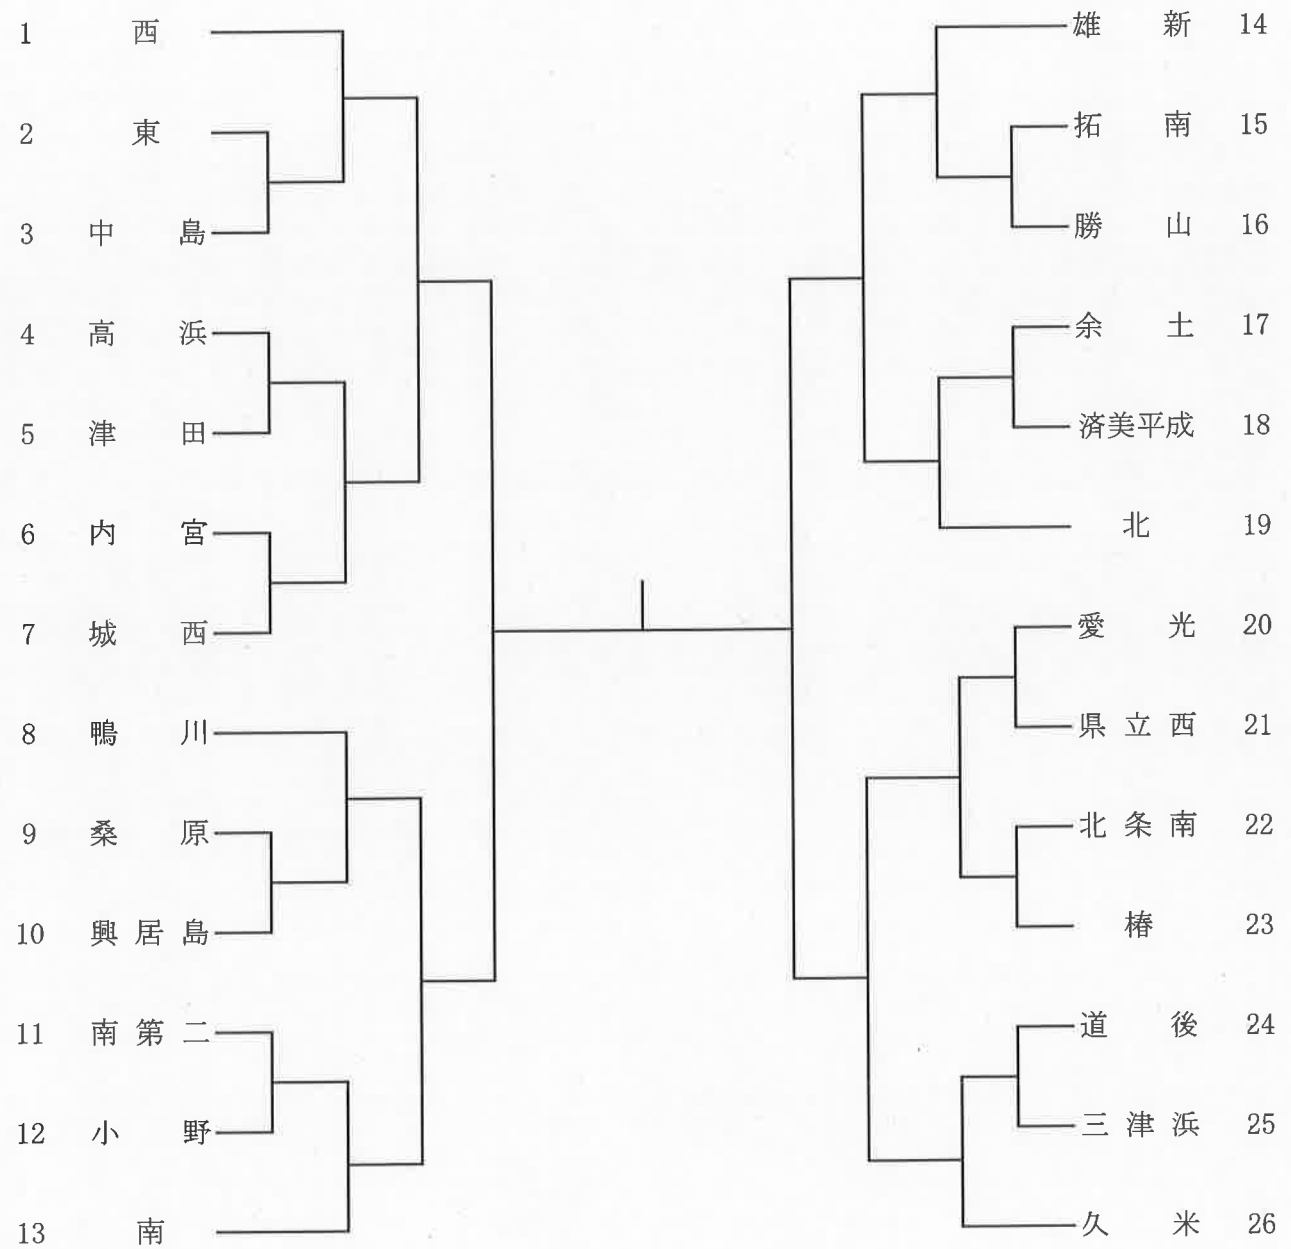 1 西
2 東
3 中島
4 高浜
5 津田
6 内宮
7 城西
8 鴨川
9 桑原
10 興居島
11 南第二
12 小野
13 南
雄新 14
拓南 15
勝山 16
余土 17
済美平成 18
北 19
愛光 20
県立西 21
北条南 22
椿 23
道後 24
三津浜 25
久米 26